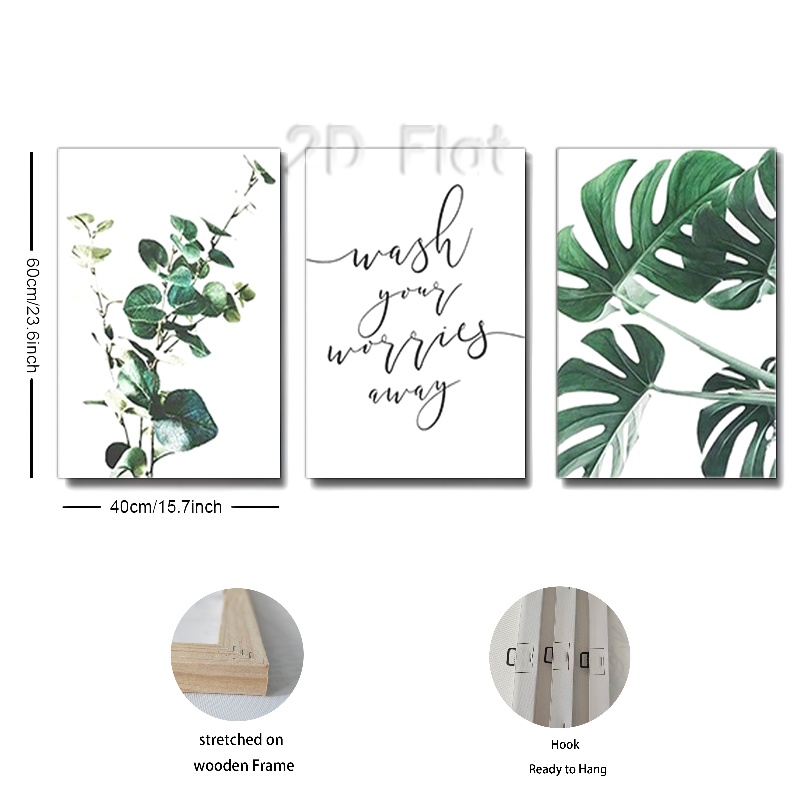 2D Flat
60cm/23.6inch
wash
your
worries
away
40cm/15.7inch
stretched on
wooden Frame
Hook
Ready to Hang